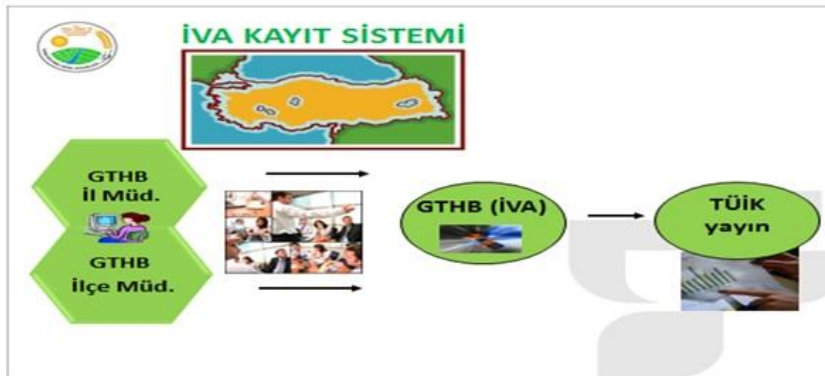 İVA KAYIT SİSTEMİ
GTHB
İl Müd.
GTHB
İlçe Müd.
GTHB (İVA)
TÜİK
yayın